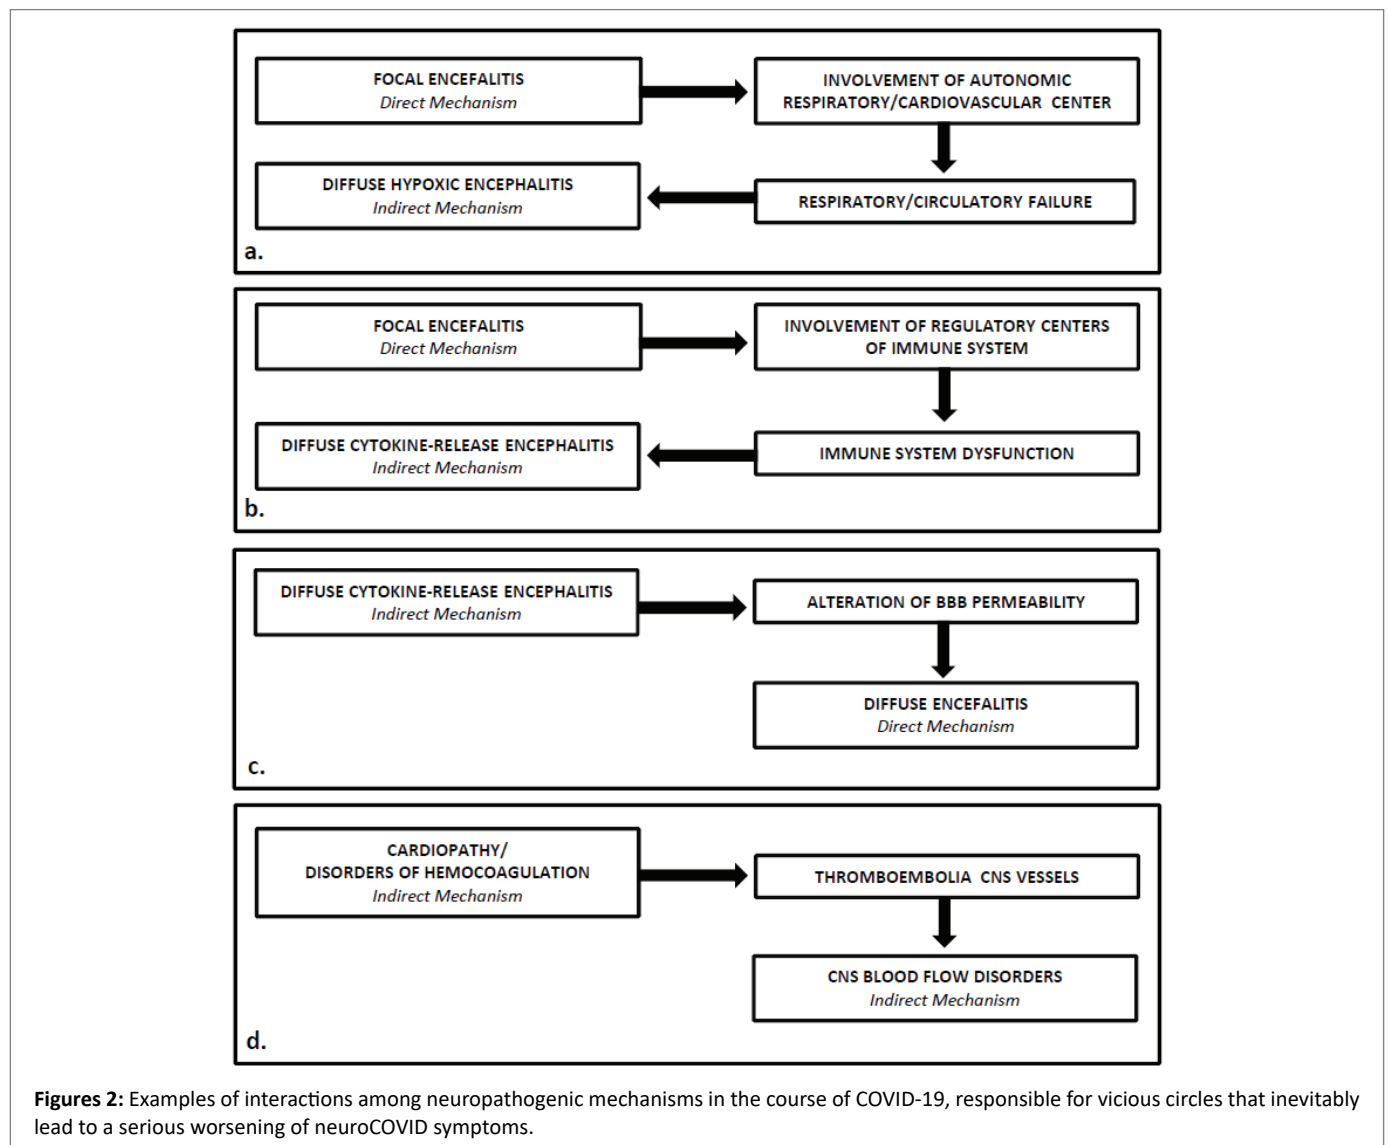 FOCAL ENCEFALITIS
Direct Mechanism
INVOLVEMENT OF AUTONOMIC
RESPIRATORY/CARDIOVASCULAR CENTER
DIFFUSE HYPOXIC ENCEPHALITIS
Indirect Mechanism
RESPIRATORY/CIRCULATORY FAILURE
a.
FOCAL ENCEFALITIS
Direct Mechanism
INVOLVEMENT OF REGULATORY CENTERS
OF IMMUNE SYSTEM
DIFFUSE CYTOKINE-RELEASE ENCEPHALITIS
Indirect Mechanism
IMMUNE SYSTEM DYSFUNCTION
b.
DIFFUSE CYTOKINE-RELEASE ENCEPHALITIS
Indirect Mechanism
ALTERATION OF BBB PERMEABILITY
DIFFUSE ENCEFALITIS
Direct Mechanism
c.
CARDIOPATHY/
DISORDERS OF HEMOCOAGULATION
Indirect Mechanism
THROMBOEMBOLIA CNS VESSELS
CNS BLOOD FLOW DISORDERS
Indirect Mechanism
d.
Figures 2: Examples of interactions among neuropathogenic mechanisms in the course of COVID-19, responsible for vicious circles that inevitably
lead to a serious worsening of neuroCOVID symptoms.